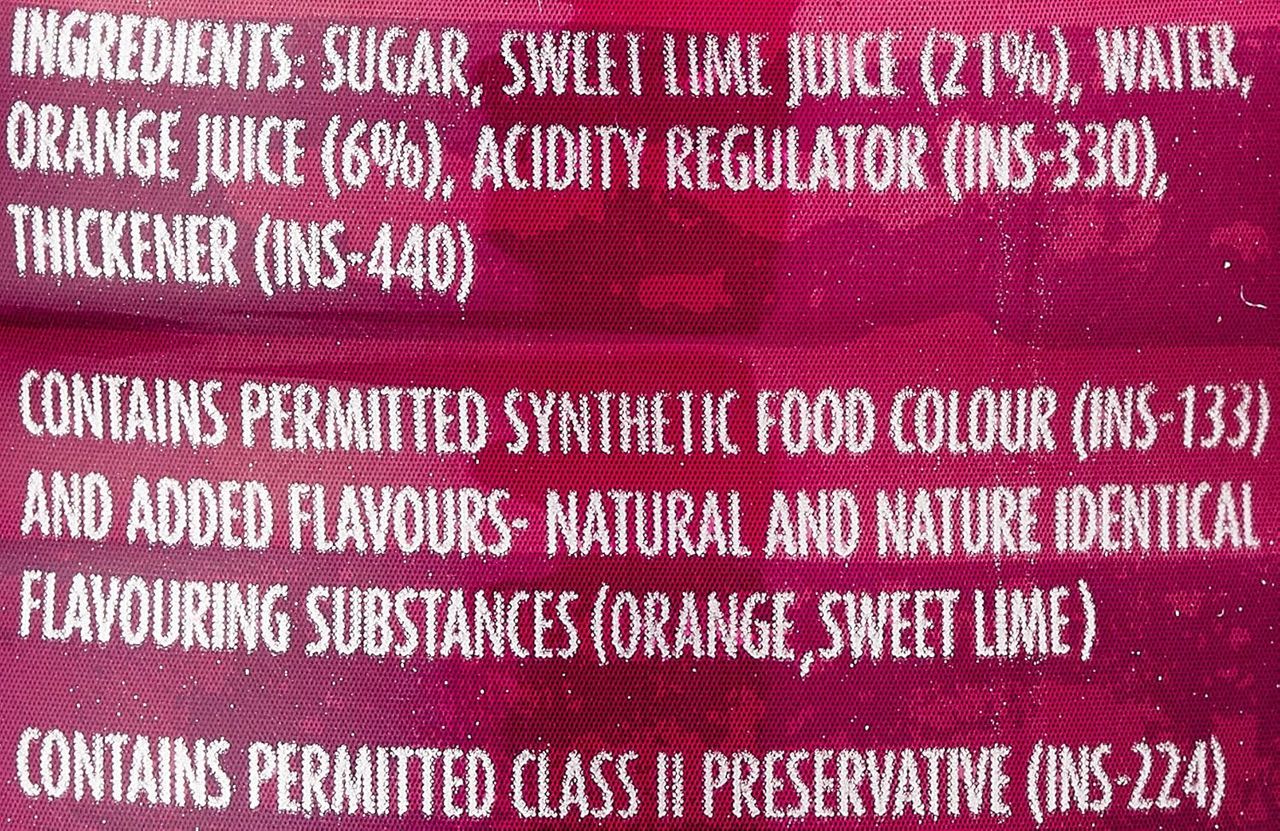 INGREDIENTS: SUGAR, SWEET LIME JUICE (21%), WATER,
ORANGE JUICE (6%), ACIDITY REGULATOR (INS-330),
THICKENER (INS-440)
CONTAINS PERMITTED SYNTHETIC FOOD COLOUR (INS-133)
AND ADDED FLAVOURS- NATURAL AND NATURE IDENTICAL
FLAVOURING SUBSTANCES (ORANGE,SWEET LIME )
CONTAINS PERMITTED CLASS II PRESERVATIVE (INS-224)